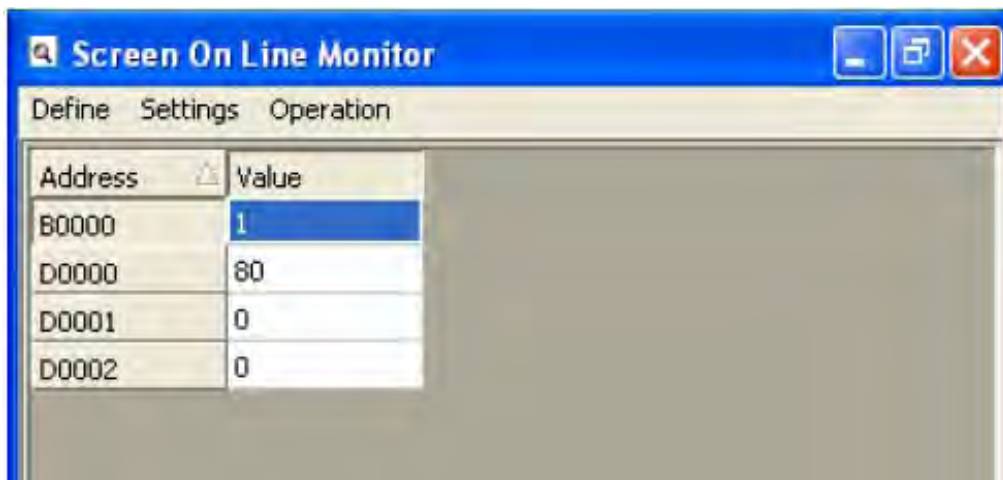 Screen On Line Monitor
Define Settings Operation
Address Value
B0000 1
D0000 80
D0001 0
D0002 0